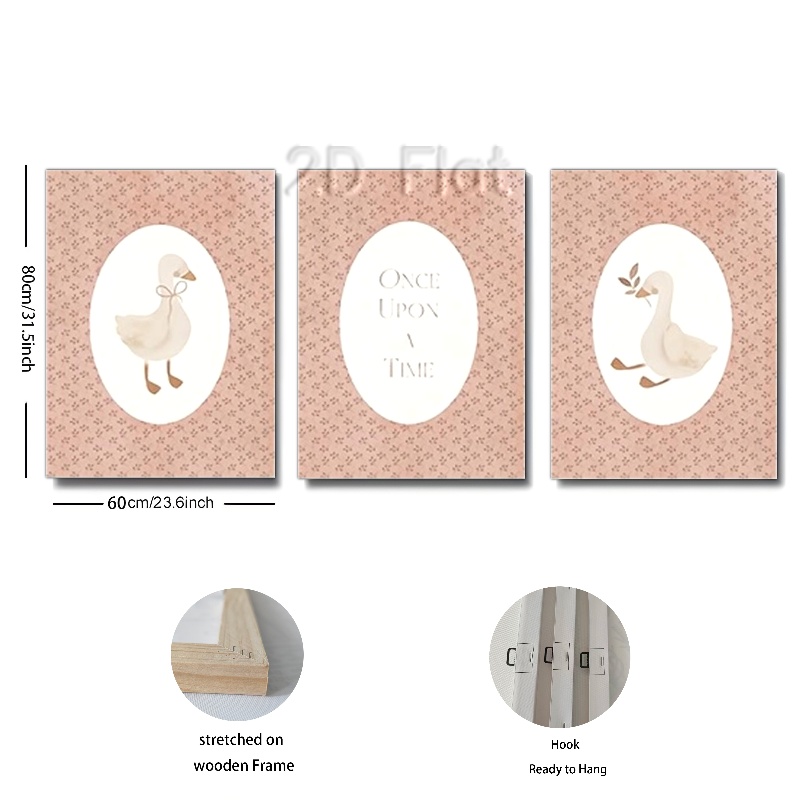 2D Flat
80cm/31.5inch
ONCE
UPON
A
TIME
60cm/23.6inch
stretched on
wooden Frame
Hook
Ready to Hang